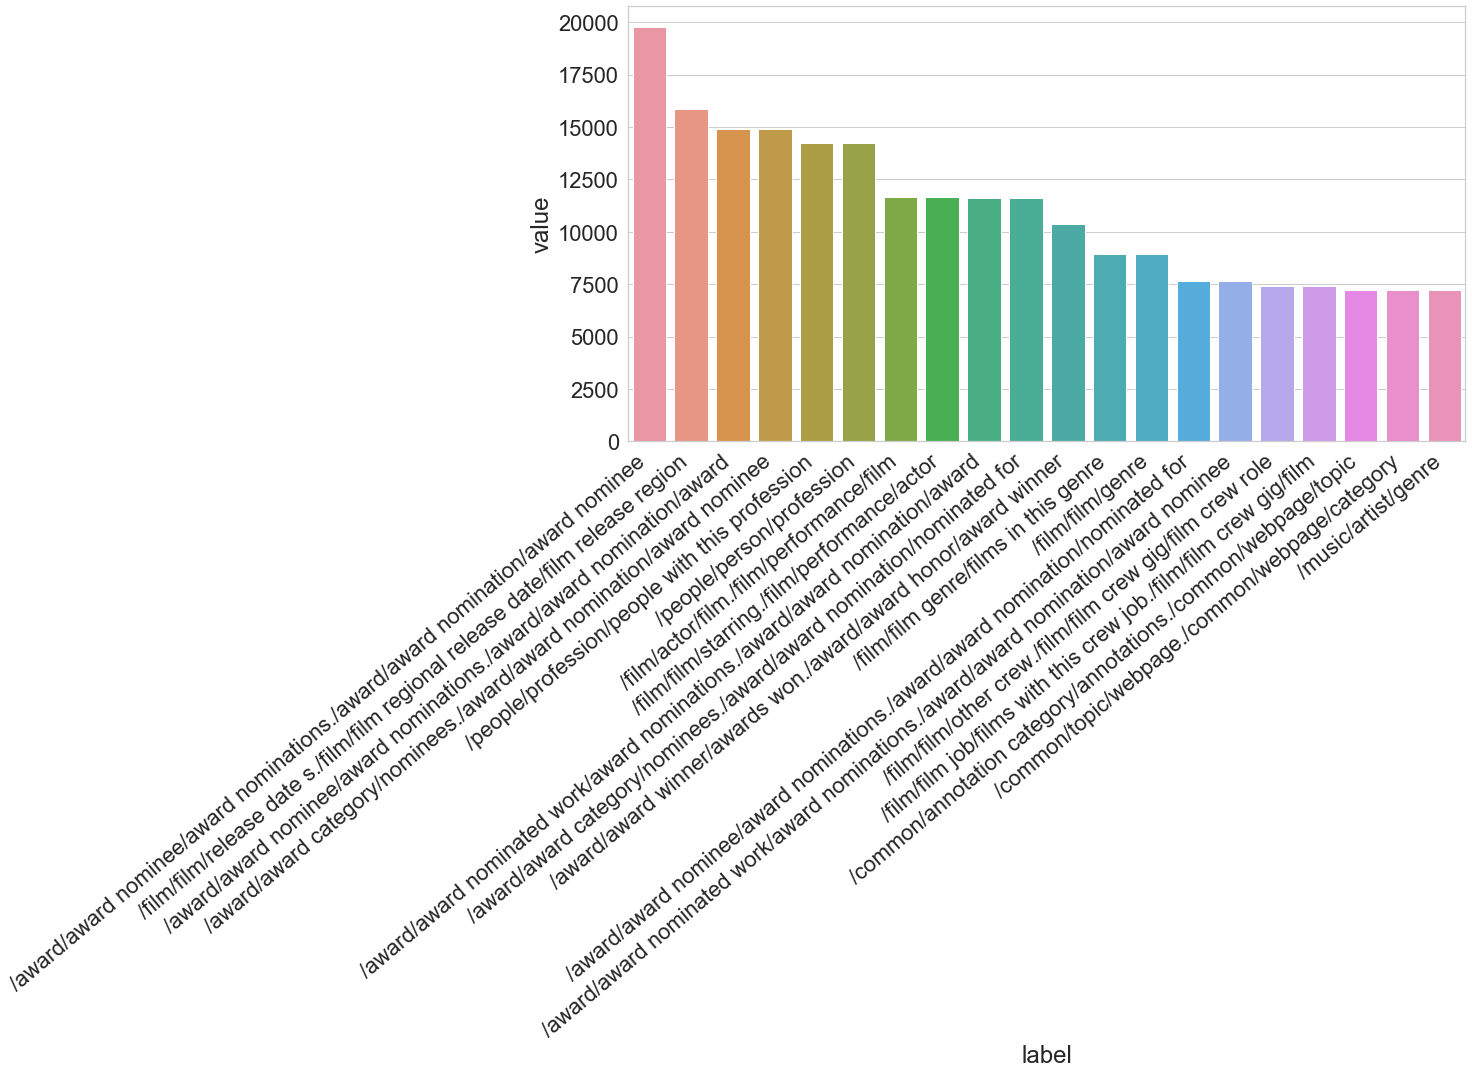 20000
17500
15000
12500
10000
7500
5000
2500
0
value
/award/award nominee/award nominations./award/award nomination/award nominee
/film/film/release date s./film/film regional release date/film release region
/award/award nominee/award nominations./award/award nomination/award
/award/award category/nominees./award/award nomination/award nominee
/people/profession/people with this profession
/people/person/profession
/film/actor/film./film/performance/film
/film/film/starring./film/performance/actor
/award/award nominated work/award nominations./award/award nomination/award
/award/award category/nominees./award/award nomination/nominated for
/award/award winner/awards won./award/award honor/award winner
/film/film genre/films in this genre
/film/film/genre
/award/award nominee/award nominations./award/award nomination/nominated for
/award/award nominated work/award nominations./award/award nomination/award nominee
/film/film/other crew./film/film crew gig/film crew role
/film/film job/films with this crew job./film/film crew gig/film
/common/annotation category/annotations./common/webpage/topic
/common/topic/webpage./common/webpage/category
/music/artist/genre
label